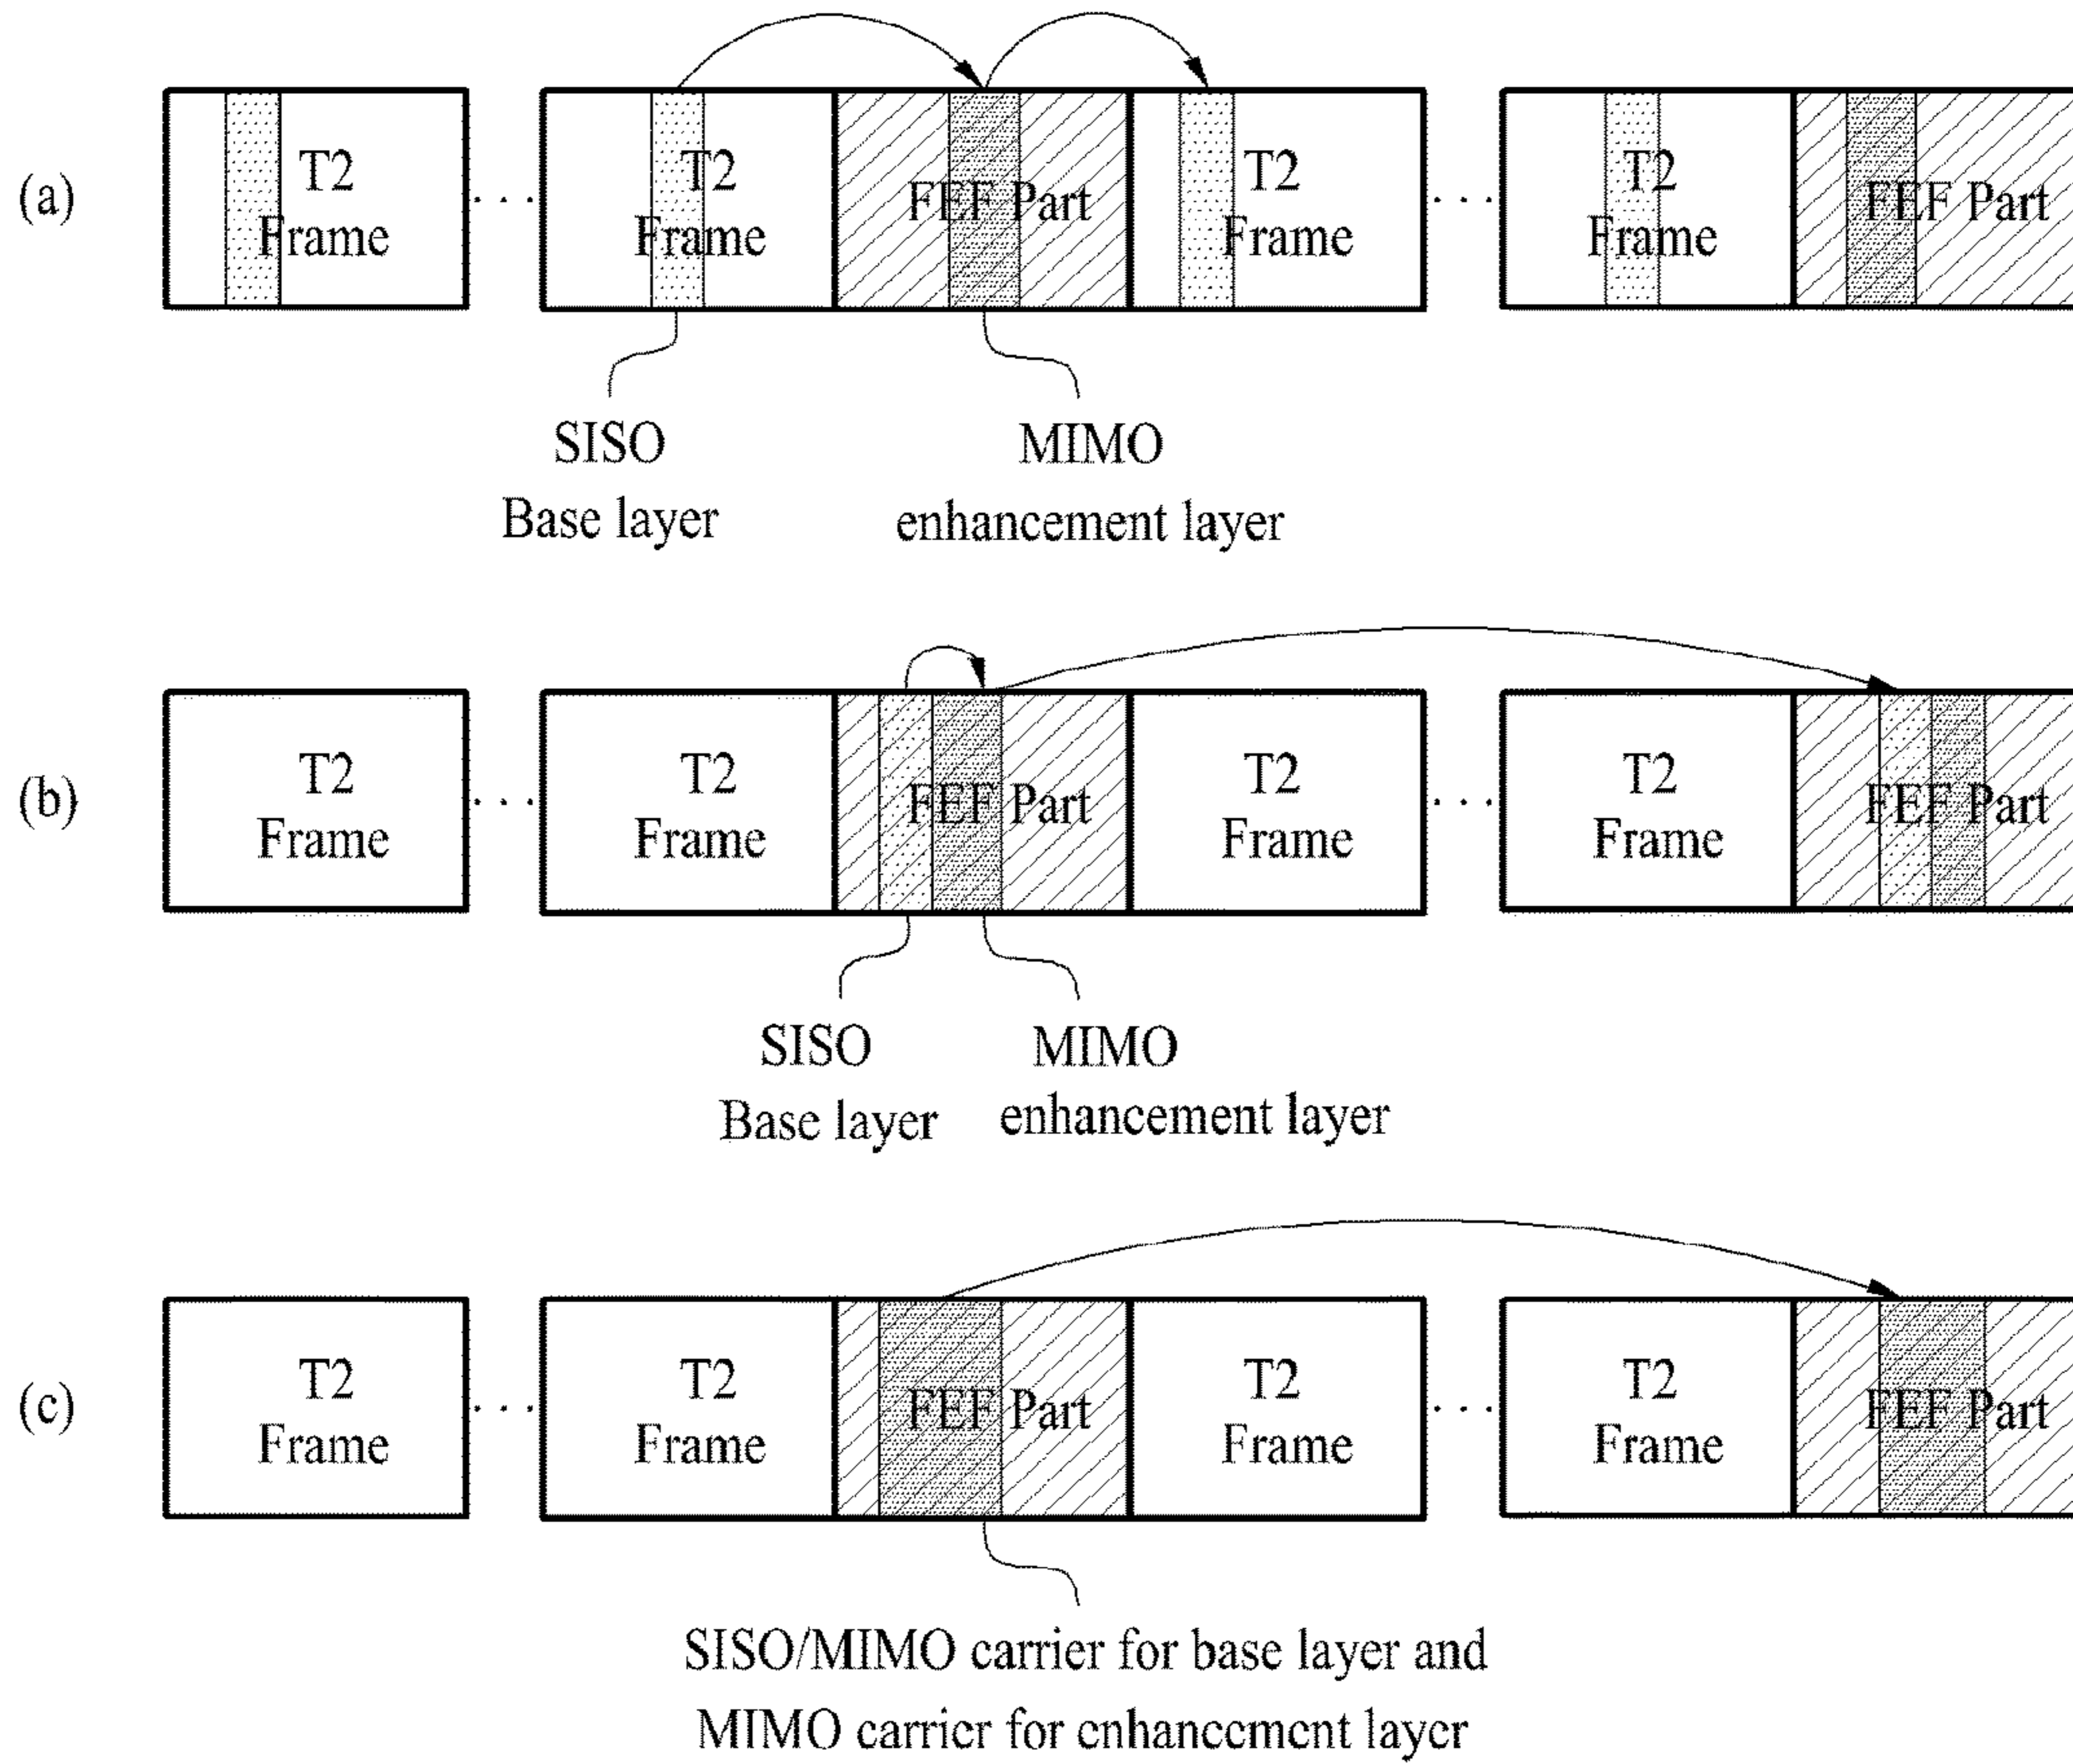 (a)
T2
Frame
...
T2
Frame
FEF Part
T2
Frame
...
T2
Frame
FEF Part
SISO
Base layer
MIMO
enhancement layer
(b)
T2
Frame
...
T2
Frame
FEF Part
T2
Frame
...
T2
Frame
FEF Part
SISO
Base layer
MIMO
enhancement layer
(c)
T2
Frame
...
T2
Frame
FEF Part
T2
Frame
...
T2
Frame
FEF Part
SISO/MIMO carrier for base layer and
MIMO carrier for enhancement layer